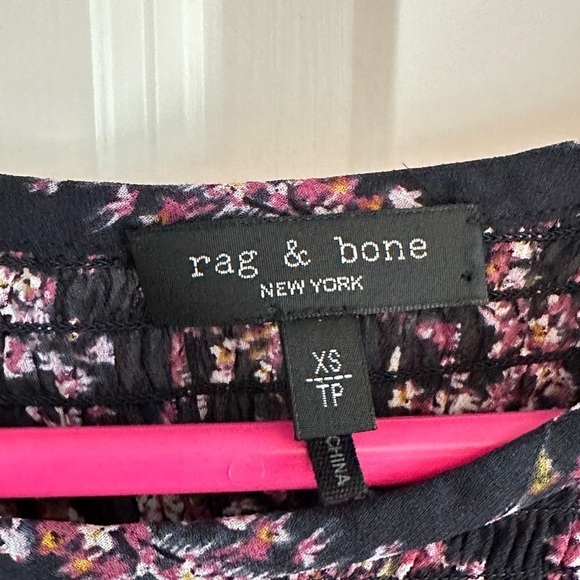 rag & bone
NEW YORK
XS
TP
CHINA